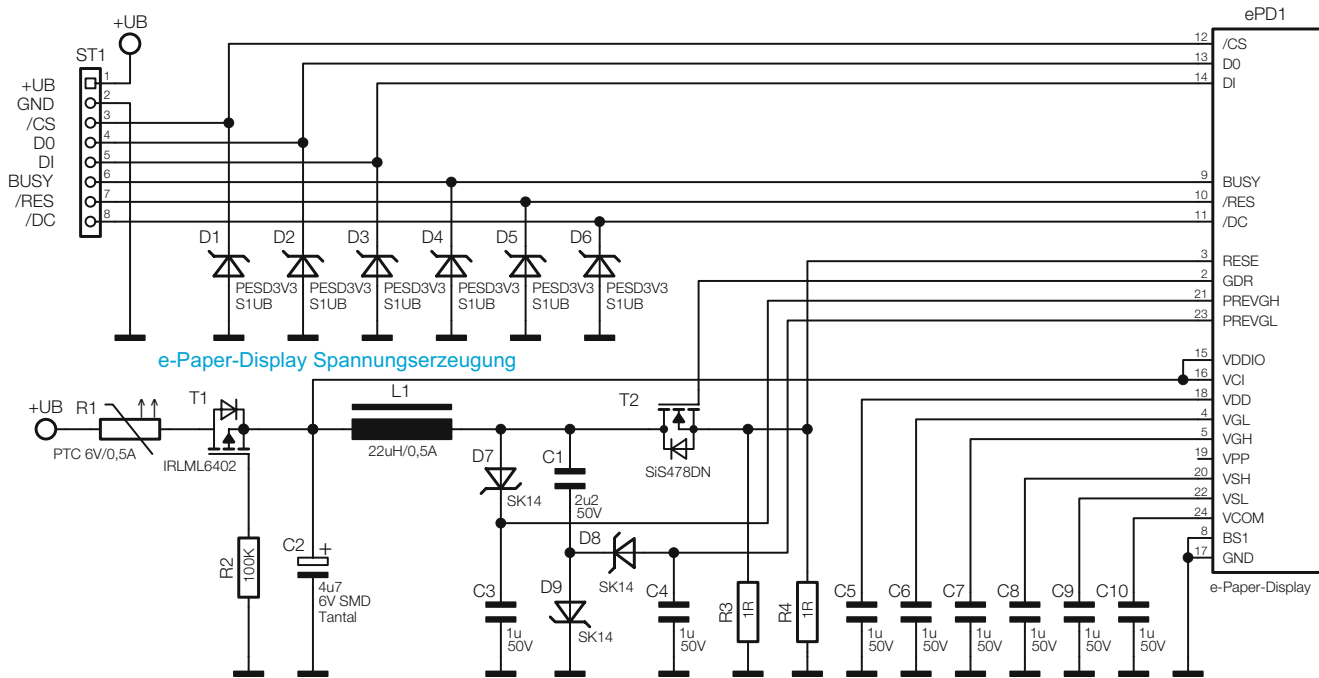 +UB
ePD1
ST1
1
+UB
2
GND
3
/CS
4
D0
5
DI
6
BUSY
7
/RES
8
/DC
12
/CS
13
D0
14
DI
9
BUSY
10
/RES
11
/DC
3
RESE
2
GDR
21
PREVGH
23
PREVGL
15
VDDIO
16
VCI
18
VDD
4
VGL
5
VGH
19
VPP
20
VSH
22
VSL
24
VCOM
8
BS1
17
GND
e-Paper-Display
D1
PESD3V3
S1UB
D2
PESD3V3
S1UB
D3
PESD3V3
S1UB
D4
PESD3V3
S1UB
D5
PESD3V3
S1UB
D6
PESD3V3
S1UB
e-Paper-Display Spannungserzeugung
+UB
R1
PTC 6V/0,5A
T1
IRLML6402
L1
22uH/0,5A
T2
SiS478DN
D7
SK14
C1
2u2
50V
D8
SK14
D9
SK14
R2
100K
C2
+
4u7
6V SMD
Tantal
C3
1u
50V
C4
1u
50V
R3
1R
R4
1R
C5
1u
50V
C6
1u
50V
C7
1u
50V
C8
1u
50V
C9
1u
50V
C10
1u
50V